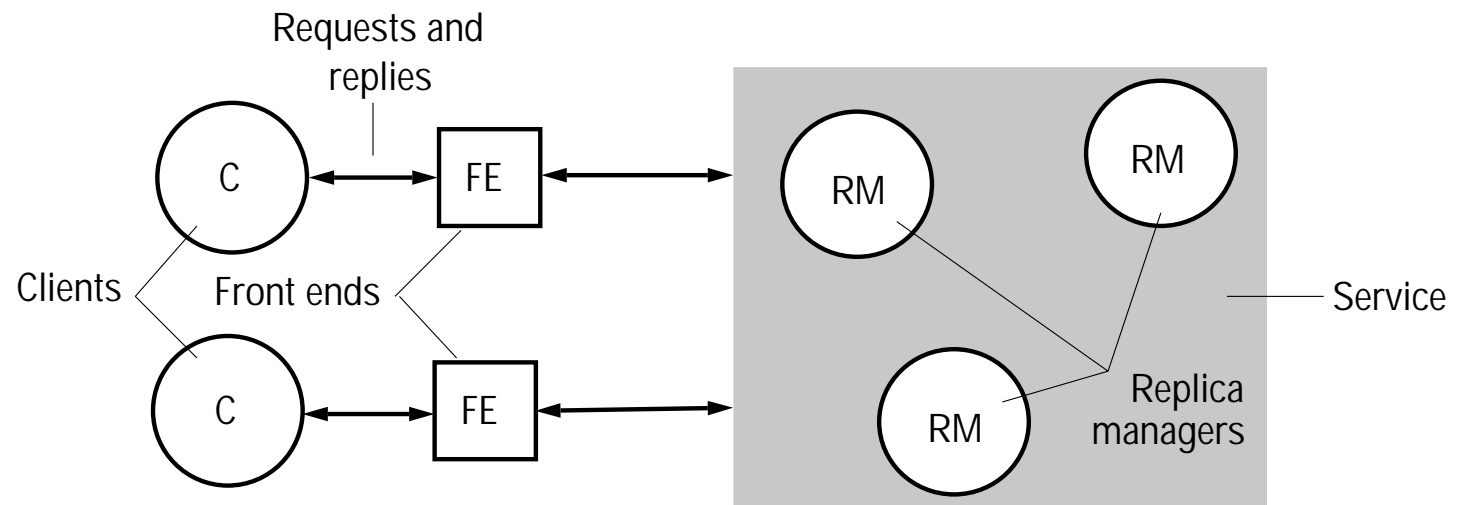 Requests and
replies
C
FE
RM
RM
Clients
Front ends
Service
C
FE
RM
Replica
managers